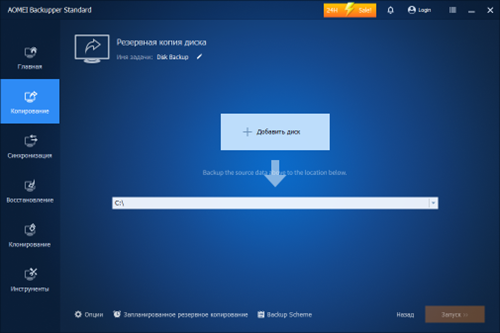 AOMEI Backupper Standard
24H Sale!
Login
Резервная копия диска
Имя задачи: Disk Backup
Главная
Копирование
Синхронизация
Восстановление
Клонирование
Инструменты
+ Добавить диск
Backup the source data above to the location below.
C:\
Опции
Запланированное резервное копирование
Backup Scheme
Назад
Запуск >>